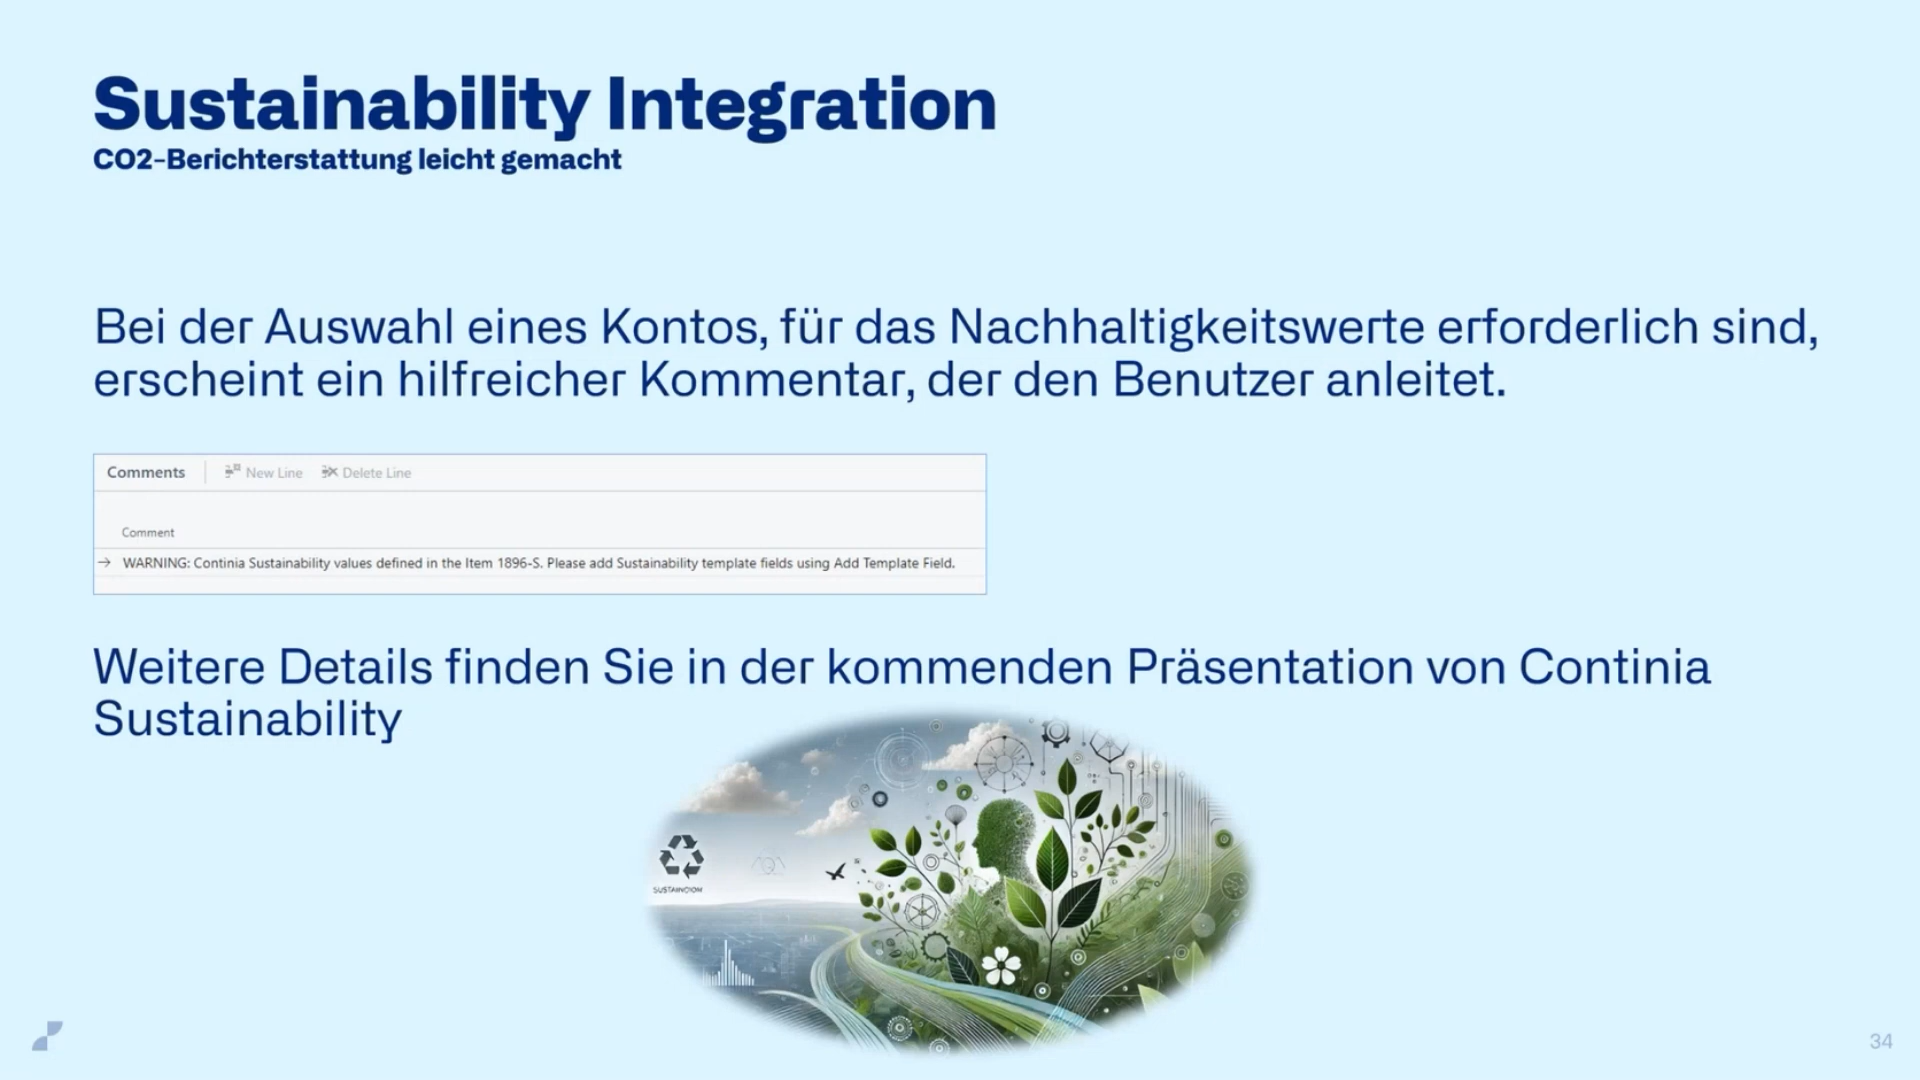 Sustainability Integration
CO2-Berichterstattung leicht gemacht
Bei der Auswahl eines Kontos, für das Nachhaltigkeitswerte erforderlich sind,
erscheint ein hilfreicher Kommentar, der den Benutzer anleitet.
Comments New Line Delete Line
Comment
WARNING: Continia Sustainability values defined in the Item 1896-S. Please add Sustainability template fields using Add Template Field.
Weitere Details finden Sie in der kommenden Präsentation von Continia
Sustainability
34